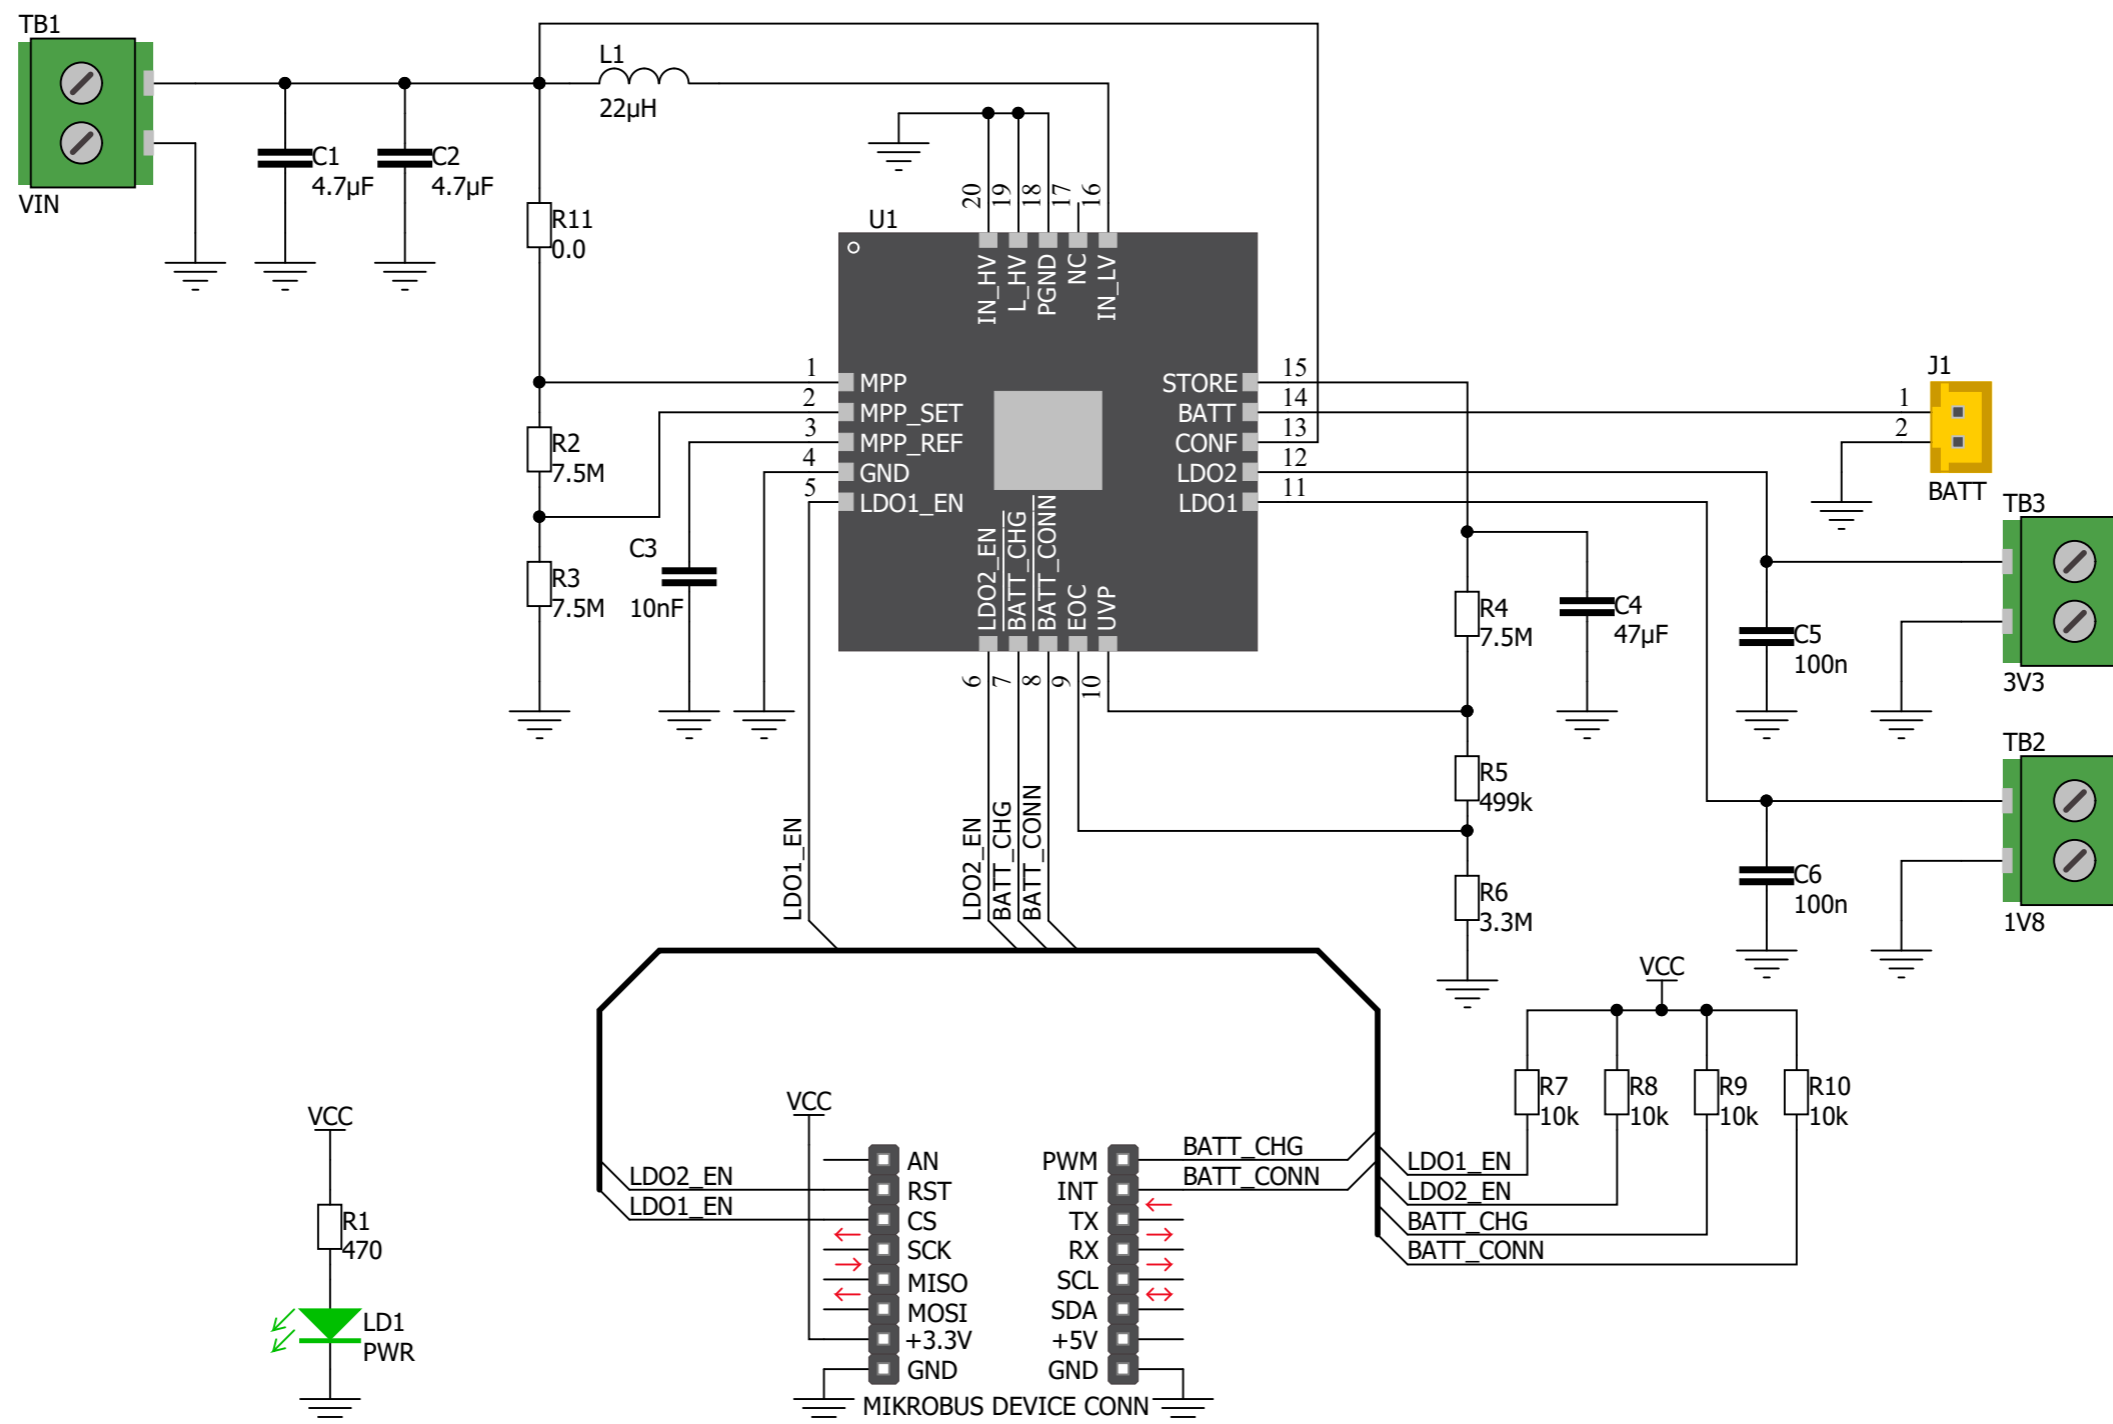 TB1
VIN
C1
4.7µF
C2
4.7µF
L1
22µH
R11
0.0
R2
7.5M
R3
7.5M
C3
10nF
U1
20
19
18
17
16
IN_HV
L_HV
PGND
NC
IN_LV
1
MPP
2
MPP_SET
3
MPP_REF
4
GND
5
LDO1_EN
15
STORE
14
BATT
13
CONF
12
LDO2
11
LDO1
LDO2_EN
BATT_CHG
BATT_CONN
EOC
UVP
6
7
8
9
10
J1
1
2
BATT
TB3
3V3
TB2
1V8
R4
7.5M
C4
47µF
C5
100n
R5
499k
R6
3.3M
C6
100n
LDO1_EN
LDO2_EN
BATT_CHG
BATT_CONN
VCC
R7
10k
R8
10k
R9
10k
R10
10k
LDO1_EN
LDO2_EN
BATT_CHG
BATT_CONN
VCC
R1
470
LD1
PWR
VCC
LDO2_EN
LDO1_EN
AN
RST
CS
SCK
MISO
MOSI
+3.3V
GND
PWM
INT
TX
RX
SCL
SDA
+5V
GND
BATT_CHG
BATT_CONN
MIKROBUS DEVICE CONN